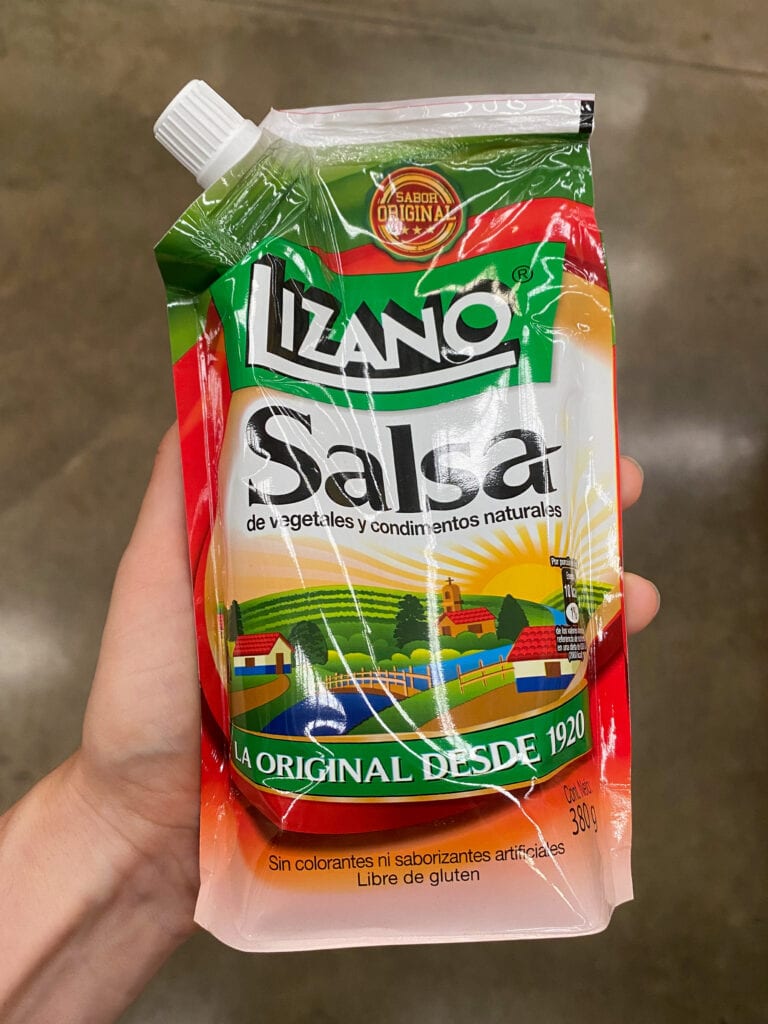 SABOR
ORIGINAL
LIZANO®
Salsa
de vegetales y condimentos naturales
LA ORIGINAL DESDE 1920
Cont. Neto
380 g
Sin colorantes ni saborizantes artificiales
Libre de gluten